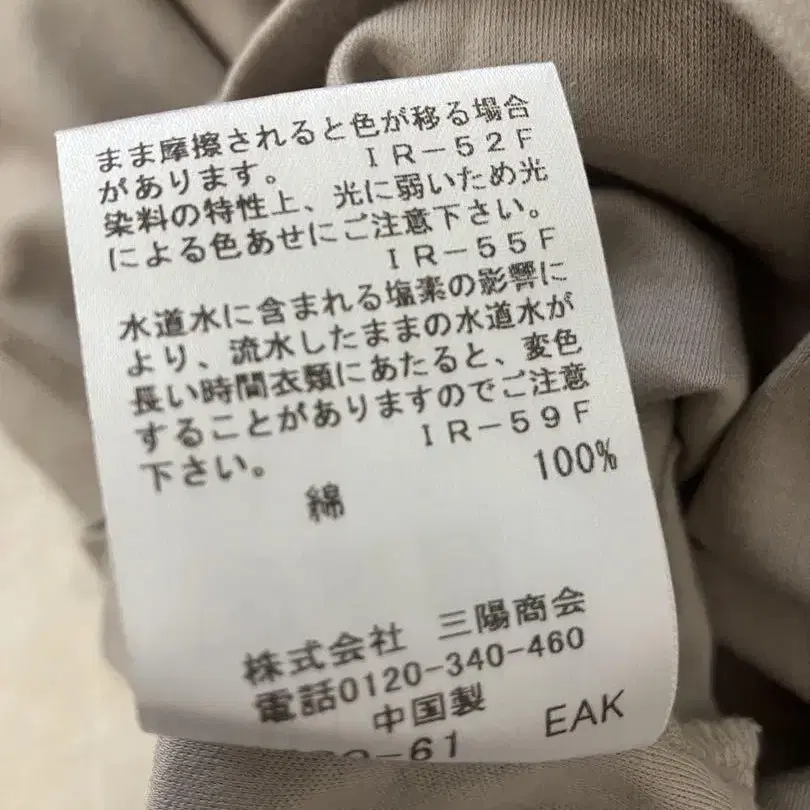 まま摩擦されると色が移る場合
があります。 ＩＲ−５２Ｆ
染料の特性上、光に弱いため光
による色あせにご注意下さい。
ＩＲ−５５Ｆ
水道水に含まれる塩素の影響に
より、流水したままの水道水が
長い時間衣類にあたると、変色
することがありますのでご注意
下さい。 ＩＲ−５９Ｆ
綿 100%
株式会社 三陽商会
電話0120-340-460
中国製
-61 EAK